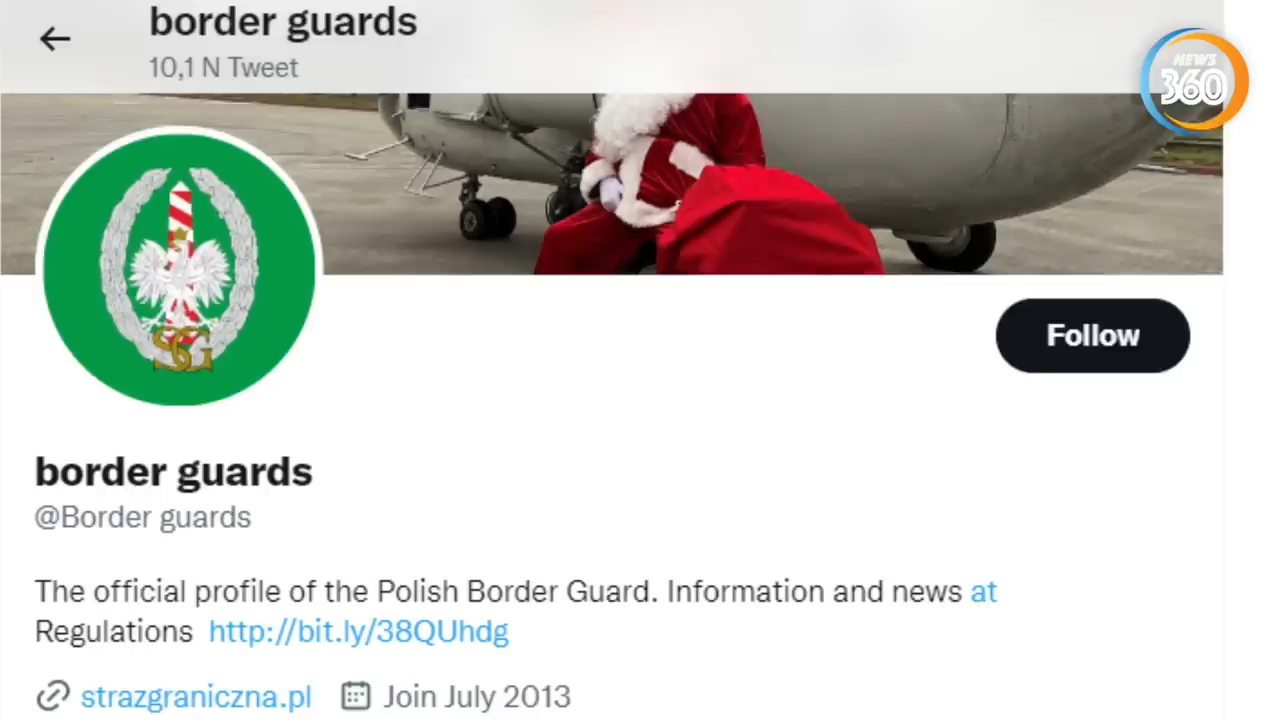 border guards
10,1 N Tweet
NEWS
360
SG
Follow
border guards
@Border guards
The official profile of the Polish Border Guard. Information and news at
Regulations http://bit.ly/38QUhdg
strazgraniczna.pl Join July 2013